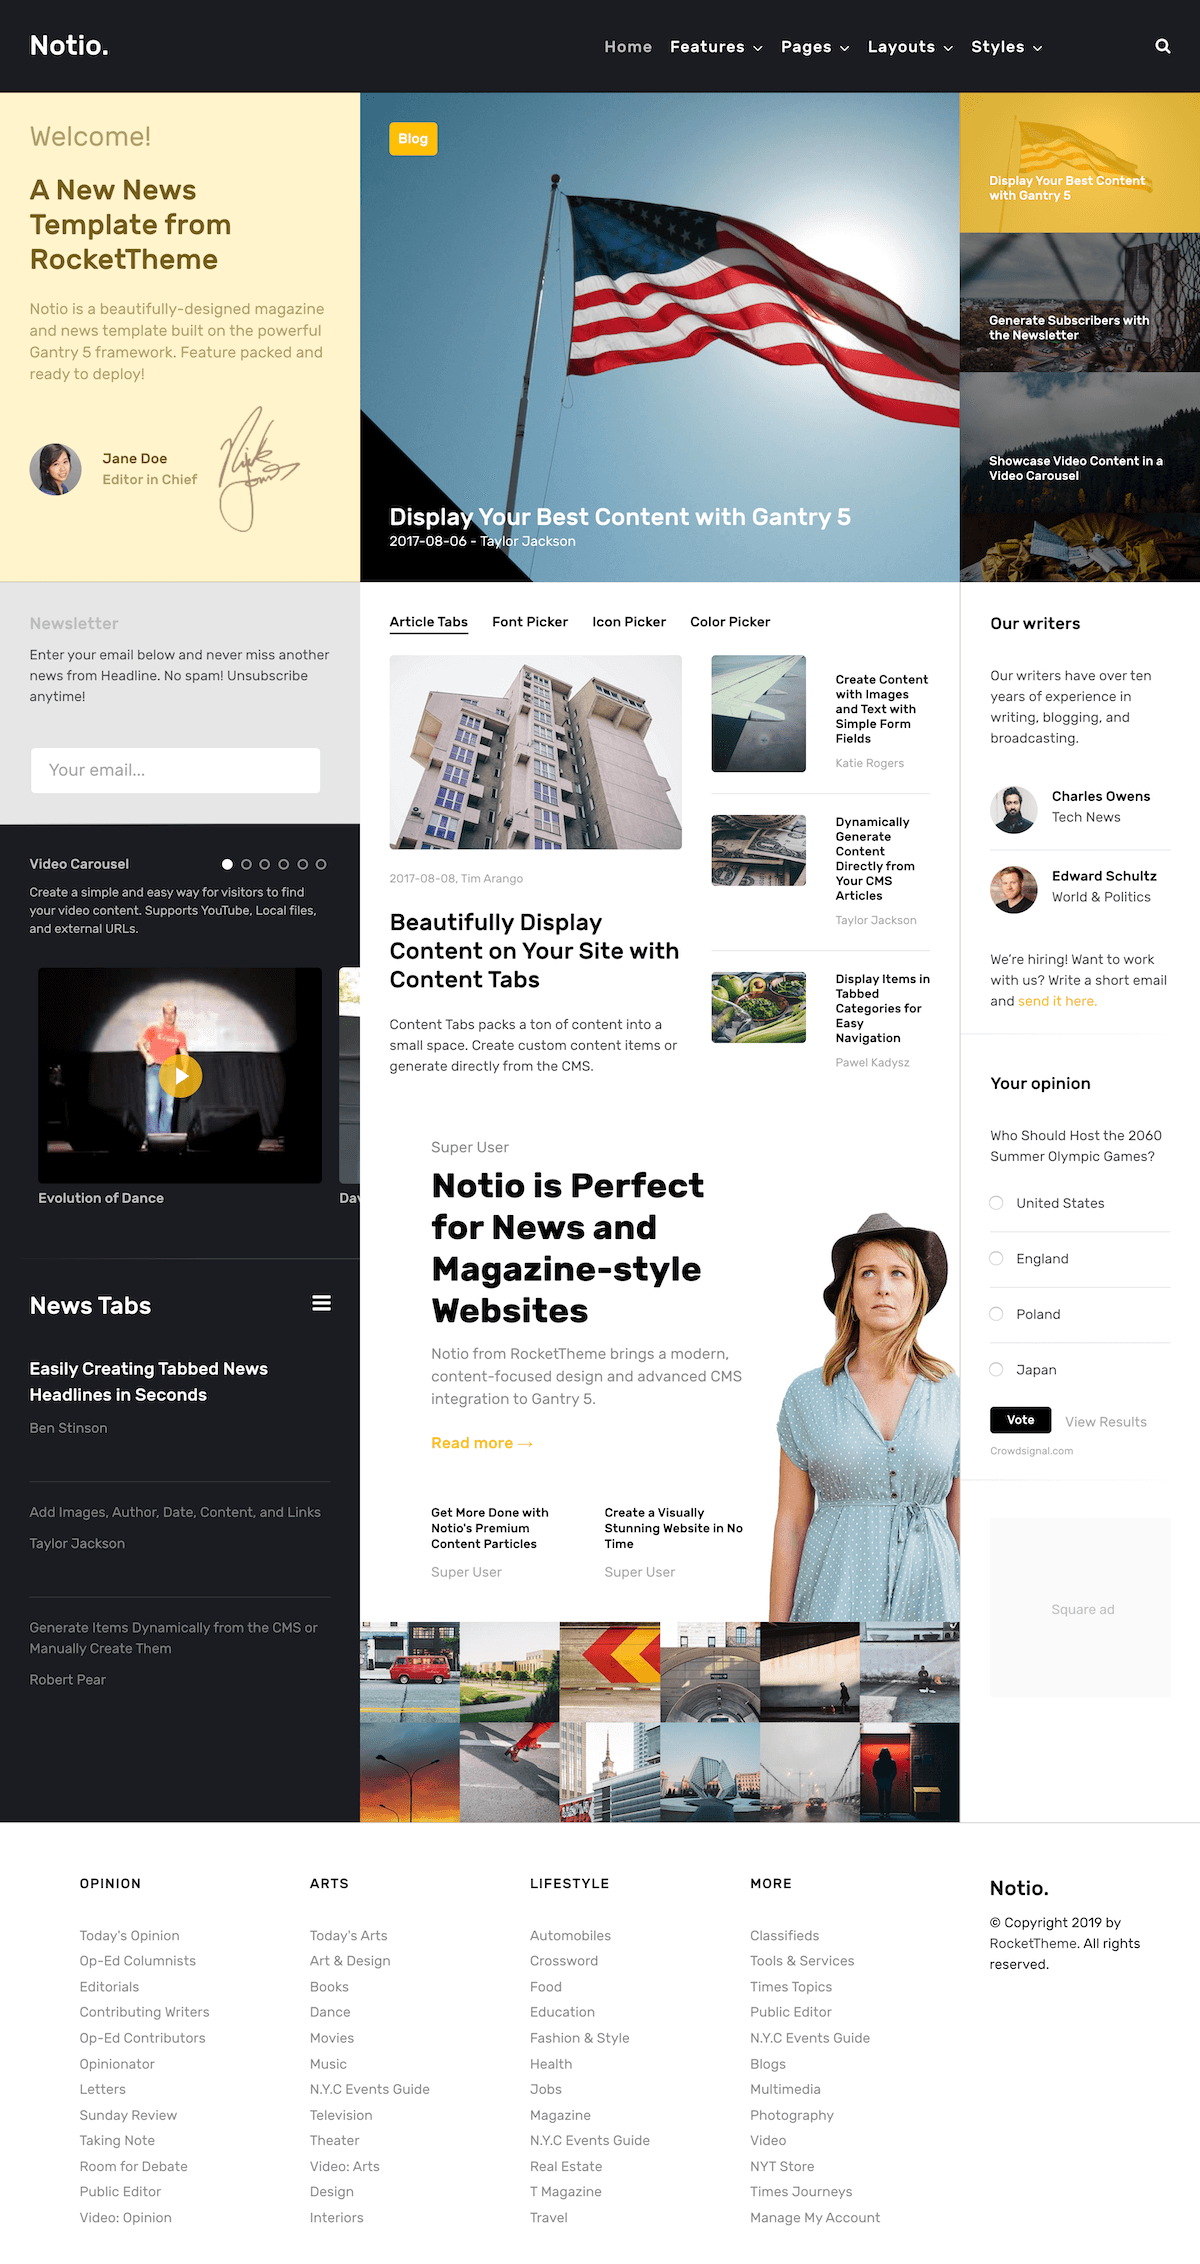 Notio.
Home Features Pages Layouts Styles
Welcome!
A New News
Template from
RocketTheme
Notio is a beautifully-designed magazine
and news template built on the powerful
Gantry 5 framework. Feature packed and
ready to deploy!
Jane Doe
Editor in Chief
Blog
Display Your Best Content with Gantry 5
2017-08-06 - Taylor Jackson
Display Your Best Content
with Gantry 5
Generate Subscribers with
the Newsletter
Showcase Video Content in a
Video Carousel
Newsletter
Enter your email below and never miss another
news from Headline. No spam! Unsubscribe
anytime!
Your email...
Video Carousel
Create a simple and easy way for visitors to find
your video content. Supports YouTube, Local files,
and external URLs.
Evolution of Dance
Dav
News Tabs
Easily Creating Tabbed News
Headlines in Seconds
Ben Stinson
Add Images, Author, Date, Content, and Links
Taylor Jackson
Generate Items Dynamically from the CMS or
Manually Create Them
Robert Pear
Article Tabs Font Picker Icon Picker Color Picker
2017-08-08, Tim Arango
Beautifully Display
Content on Your Site with
Content Tabs
Content Tabs packs a ton of content into a
small space. Create custom content items or
generate directly from the CMS.
Create Content
with Images
and Text with
Simple Form
Fields
Katie Rogers
Dynamically
Generate
Content
Directly from
Your CMS
Articles
Taylor Jackson
Display Items in
Tabbed
Categories for
Easy
Navigation
Pawel Kadysz
Super User
Notio is Perfect
for News and
Magazine-style
Websites
Notio from RocketTheme brings a modern,
content-focused design and advanced CMS
integration to Gantry 5.
Read more →
Get More Done with
Notio's Premium
Content Particles
Super User
Create a Visually
Stunning Website in No
Time
Super User
Our writers
Our writers have over ten
years of experience in
writing, blogging, and
broadcasting.
Charles Owens
Tech News
Edward Schultz
World & Politics
We're hiring! Want to work
with us? Write a short email
and send it here.
Your opinion
Who Should Host the 2060
Summer Olympic Games?
United States
England
Poland
Japan
Vote View Results
Crowdsignal.com
Square ad
OPINION
Today's Opinion
Op-Ed Columnists
Editorials
Contributing Writers
Op-Ed Contributors
Opinionator
Letters
Sunday Review
Taking Note
Room for Debate
Public Editor
Video: Opinion
ARTS
Today's Arts
Art & Design
Books
Dance
Movies
Music
N.Y.C Events Guide
Television
Theater
Video: Arts
Design
Interiors
LIFESTYLE
Automobiles
Crossword
Food
Education
Fashion & Style
Health
Jobs
Magazine
N.Y.C Events Guide
Real Estate
T Magazine
Travel
MORE
Classifieds
Tools & Services
Times Topics
Public Editor
N.Y.C Events Guide
Blogs
Multimedia
Photography
Video
NYT Store
Times Journeys
Manage My Account
Notio.
© Copyright 2019 by
RocketTheme. All rights
reserved.